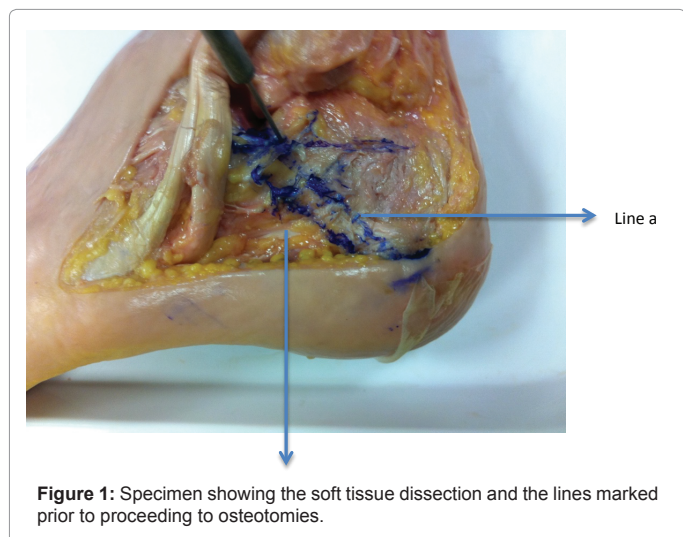 Line a
Figure 1: Specimen showing the soft tissue dissection and the lines marked
prior to proceeding to osteotomies.